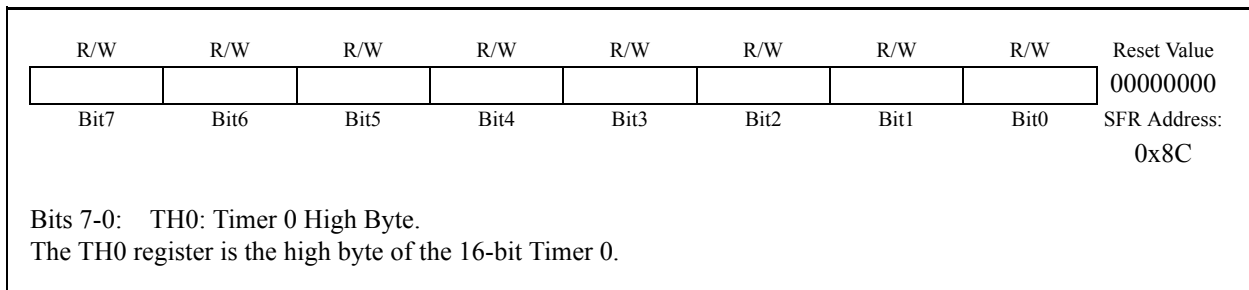 R/W R/W R/W R/W R/W R/W R/W R/W Reset Value
00000000
Bit7 Bit6 Bit5 Bit4 Bit3 Bit2 Bit1 Bit0 SFR Address:
0x8C
Bits 7-0: TH0: Timer 0 High Byte.
The TH0 register is the high byte of the 16-bit Timer 0.